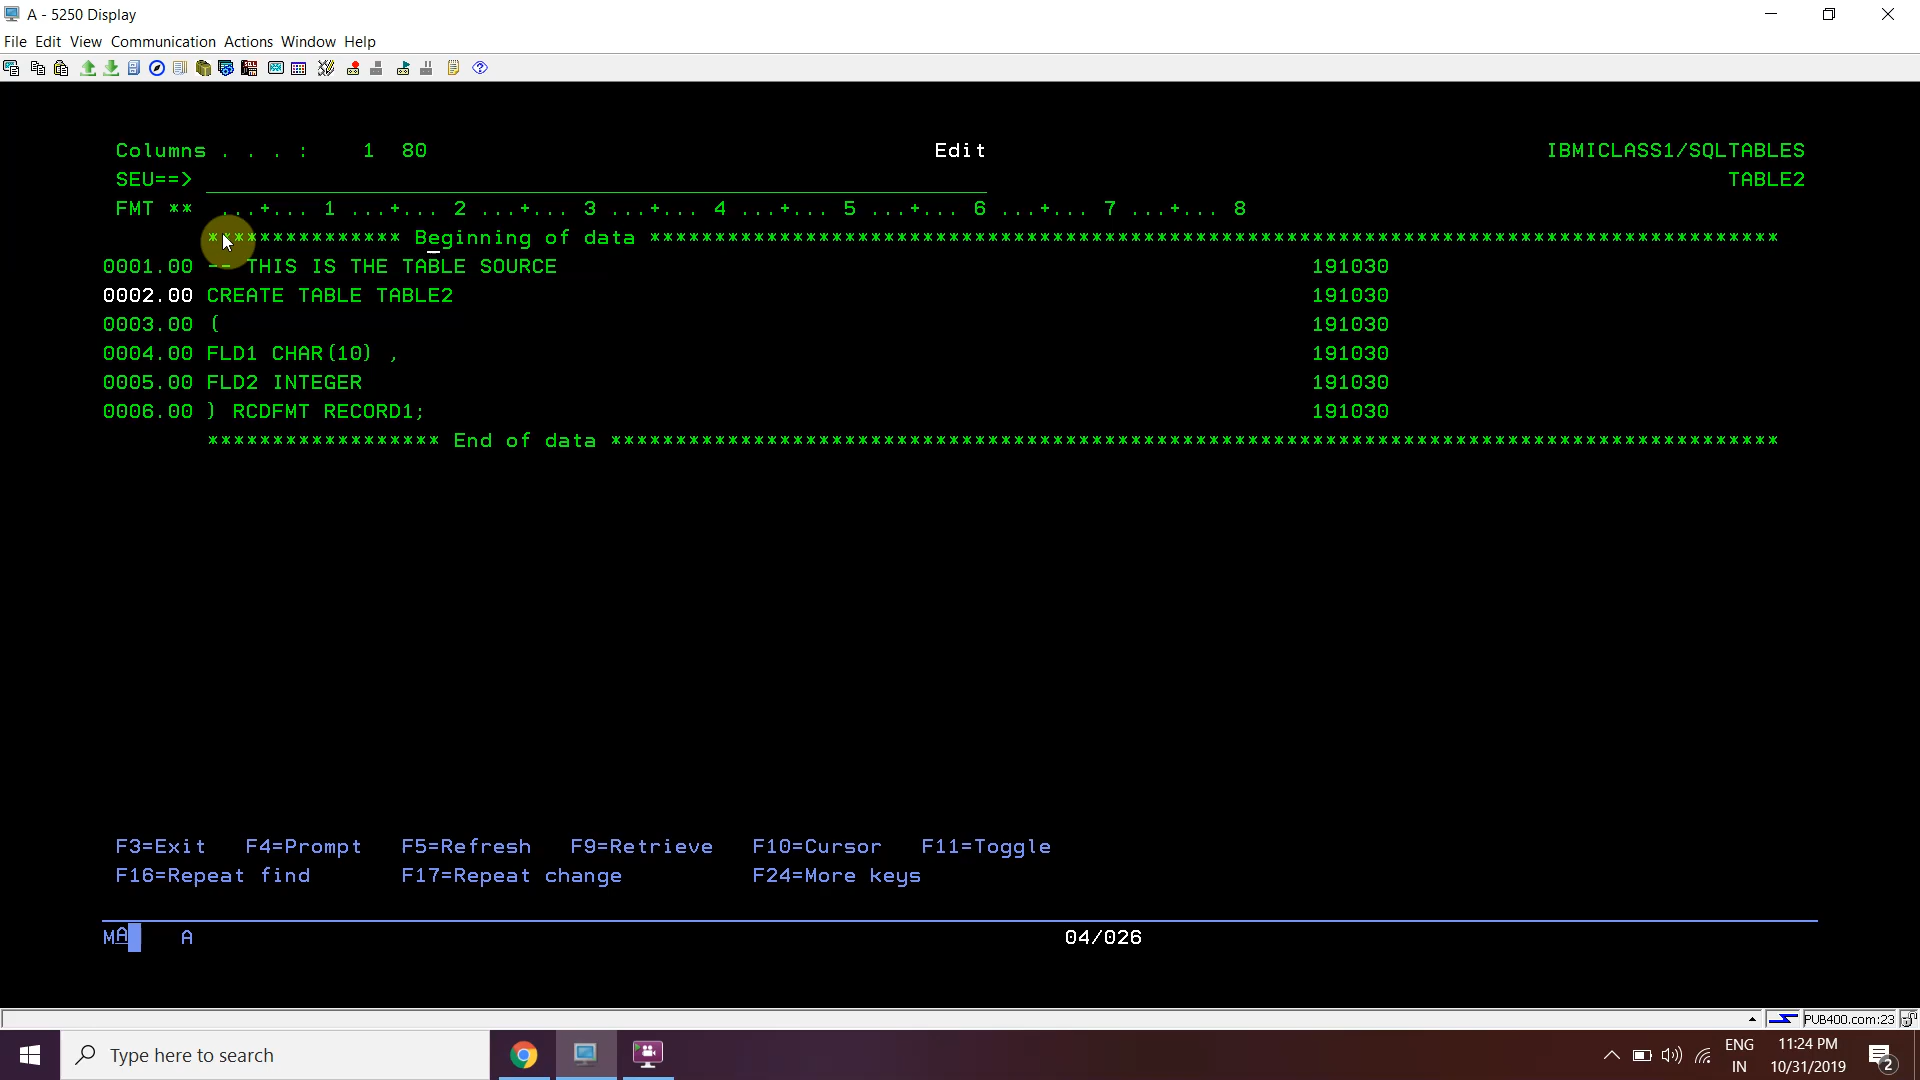 A - 5250 Display
File Edit View Communication Actions Window Help
Columns . . . :    1  80                                       Edit                                           IBMICLASS1/SQLTABLES
SEU==>                                                                                                                        TABLE2
FMT **  ...+... 1 ...+... 2 ...+... 3 ...+... 4 ...+... 5 ...+... 6 ...+... 7 ...+... 8
*************** Beginning of data ***************************************************************************************
0001.00 -- THIS IS THE TABLE SOURCE                                                  191030
0002.00 CREATE TABLE TABLE2                                                          191030
0003.00 (                                                                            191030
0004.00 FLD1 CHAR(10) ,                                                              191030
0005.00 FLD2 INTEGER                                                                 191030
0006.00 ) RCDFMT RECORD1;                                                            191030
****************** End of data ******************************************************************************************
F3=Exit   F4=Prompt   F5=Refresh   F9=Retrieve   F10=Cursor   F11=Toggle
F16=Repeat find       F17=Repeat change          F24=More keys
MA    A                                                                   04/026
PUB400.com:23
Type here to search
ENG
IN
11:24 PM
10/31/2019
2